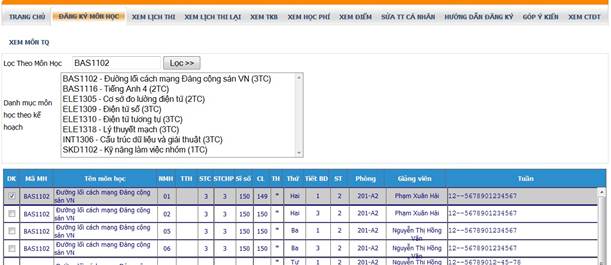 TRANG CHỦ ĐĂNG KÝ MÔN HỌC XEM LỊCH THI XEM LỊCH THI LẠI XEM TKB XEM HỌC PHÍ XEM ĐIỂM SỬA TT CÁ NHÂN HƯỚNG DẪN ĐĂNG KÝ GÓP Ý KIẾN XEM CTĐT
XEM MÔN TQ
Lọc Theo Môn Học BAS1102 Lọc >>
Danh mục môn học theo kế hoạch
BAS1102 - Đường lối cách mạng Đảng cộng sản VN (3TC)
BAS1116 - Tiếng Anh 4 (2TC)
ELE1305 - Cơ sở đo lường điện tử (2TC)
ELE1309 - Điện tử số (3TC)
ELE1310 - Điện tử tương tự (3TC)
ELE1318 - Lý thuyết mạch (3TC)
INT1306 - Cấu trúc dữ liệu và giải thuật (3TC)
SKD1102 - Kỹ năng làm việc nhóm (1TC)
DK Mã MH Tên môn học NMH TTH STC STCHP Sĩ số CL TH Thứ Tiết BD ST Phòng Giảng viên Tuần
BAS1102 Đường lối cách mạng Đảng cộng sản VN 01 3 3 150 149 * Hai 1 2 201-A2 Phạm Xuân Hải 12--5678901234567
BAS1102 Đường lối cách mạng Đảng cộng sản VN 02 3 3 150 150 * Hai 3 2 201-A2 Phạm Xuân Hải 12--5678901234567
BAS1102 Đường lối cách mạng Đảng cộng sản VN 05 3 3 150 150 * Ba 1 2 201-A2 Nguyễn Thị Hồng Vân 12--5678901234567
BAS1102 Đường lối cách mạng Đảng cộng sản VN 06 3 3 150 150 * Ba 3 2 201-A2 Nguyễn Thị Hồng Vân 12--5678901234567
Đường lối cách mạng Đảng cộng * Tư 1 2 201-A2 Nguyễn Thị Hồng 12--56789012-45-78